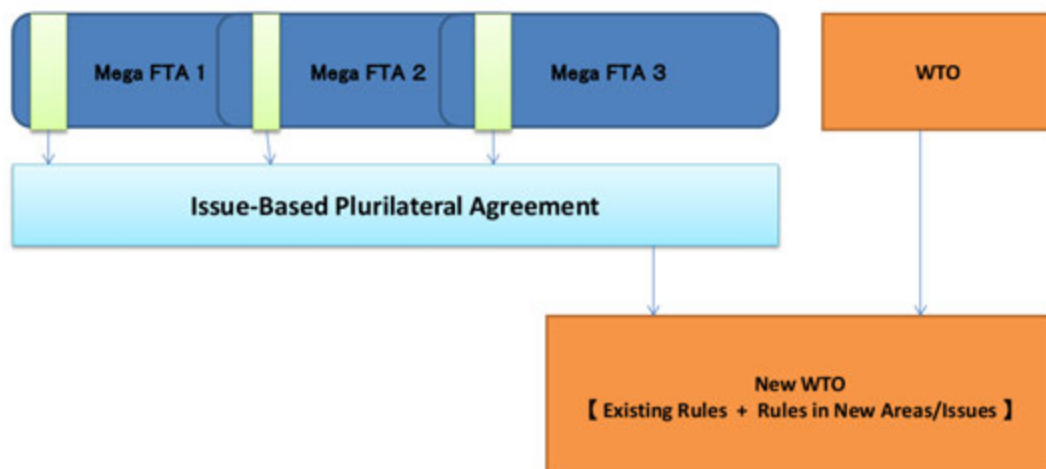 Mega FTA 1
Mega FTA 2
Mega FTA 3
WTO
Issue-Based Plurilateral Agreement
New WTO
【 Existing Rules + Rules in New Areas/Issues 】